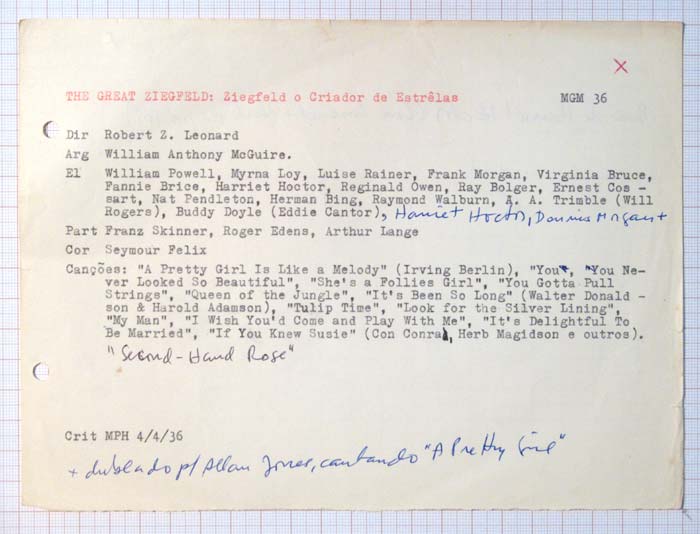 THE GREAT ZIEGFELD: Ziegfeld o Criador de Estrêlas MGM 36
Dir Robert Z. Leonard
Arg William Anthony McGuire.
El William Powell, Myrna Loy, Luise Rainer, Frank Morgan, Virginia Bruce,
Fannie Brice, Harriet Hoctor, Reginald Owen, Ray Bolger, Ernest Cos -
sart, Nat Pendleton, Herman Bing, Raymond Walburn, A. A. Trimble (Will
Rogers), Buddy Doyle (Eddie Cantor), Harriet Hoctor, Dennis Morgan +
Part Franz Skinner, Roger Edens, Arthur Lange
Cor Seymour Felix
Canções: "A Pretty Girl Is Like a Melody" (Irving Berlin), "You", "You Ne-
ver Looked So Beautiful", "She's a Follies Girl", "You Gotta Pull
Strings", "Queen of the Jungle", "It's Been So Long" (Walter Donald -
son & Harold Adamson), "Tulip Time", "Look for the Silver Lining",
"My Man", "I Wish You'd Come and Play With Me", "It's Delightful To
Be Married", "If You Knew Susie" (Con Conrad, Herb Magidson e outros).
"Second-Hand Rose"
Crit MPH 4/4/36
+ dublado p/ Allan Jones, cantando "A Pretty Girl"